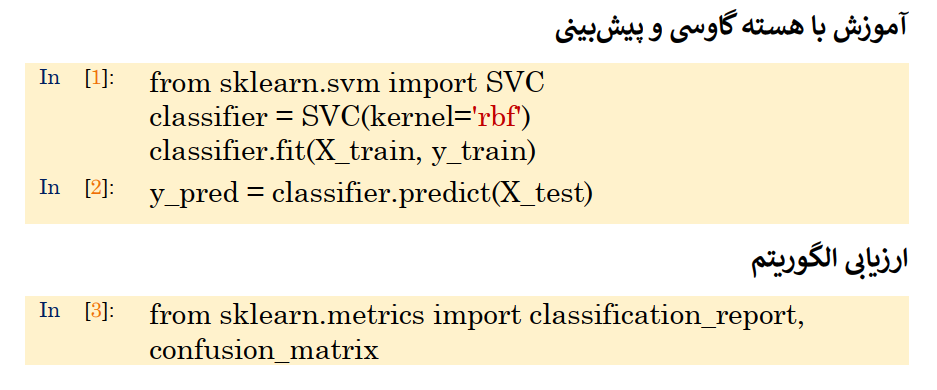 آموزش با هسته گاوسی و پیش‌بینی
In [1]: from sklearn.svm import SVC
classifier = SVC(kernel='rbf')
classifier.fit(X_train, y_train)
In [2]: y_pred = classifier.predict(X_test)
ارزیابی الگوریتم
In [3]: from sklearn.metrics import classification_report,
confusion_matrix